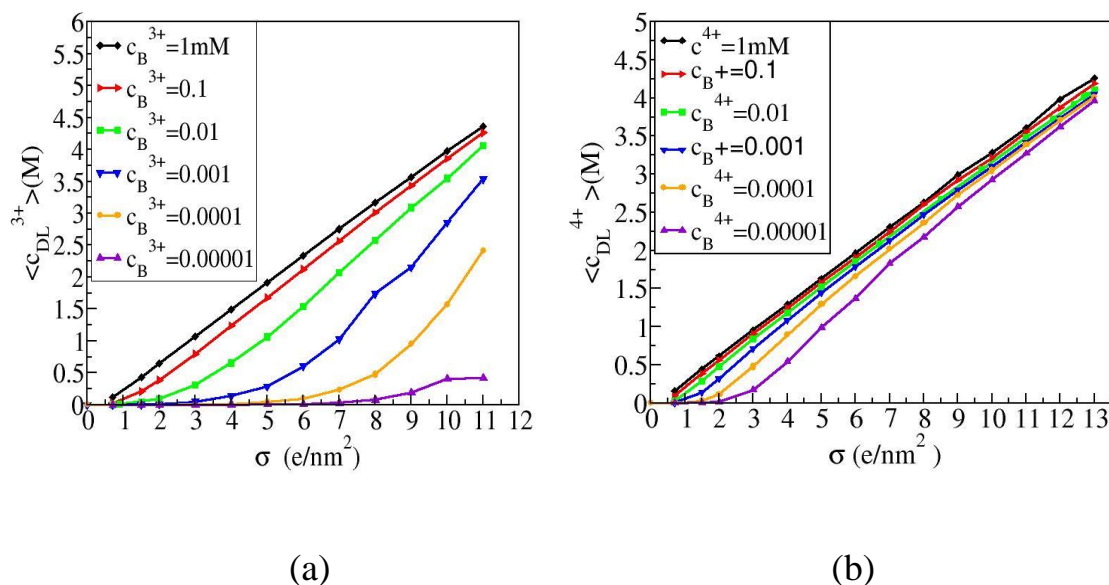 6
5.5
5
4.5
4
3.5
3
2.5
2
1.5
1
0.5
0
<c_DL^3+>(M)
c_B^3+=1mM
c_B^3+=0.1
c_B^3+=0.01
c_B^3+=0.001
c_B^3+=0.0001
c_B^3+=0.00001
0 1 2 3 4 5 6 7 8 9 10 11 12
σ (e/nm²)
(a)
5
4.5
4
3.5
3
2.5
2
1.5
1
0.5
0
<c_DL^4+>(M)
c^4+=1mM
c_B+=0.1
c_B^4+=0.01
c_B+=0.001
c_B^4+=0.0001
c_B^4+=0.00001
0 1 2 3 4 5 6 7 8 9 10 11 12 13
σ (e/nm²)
(b)